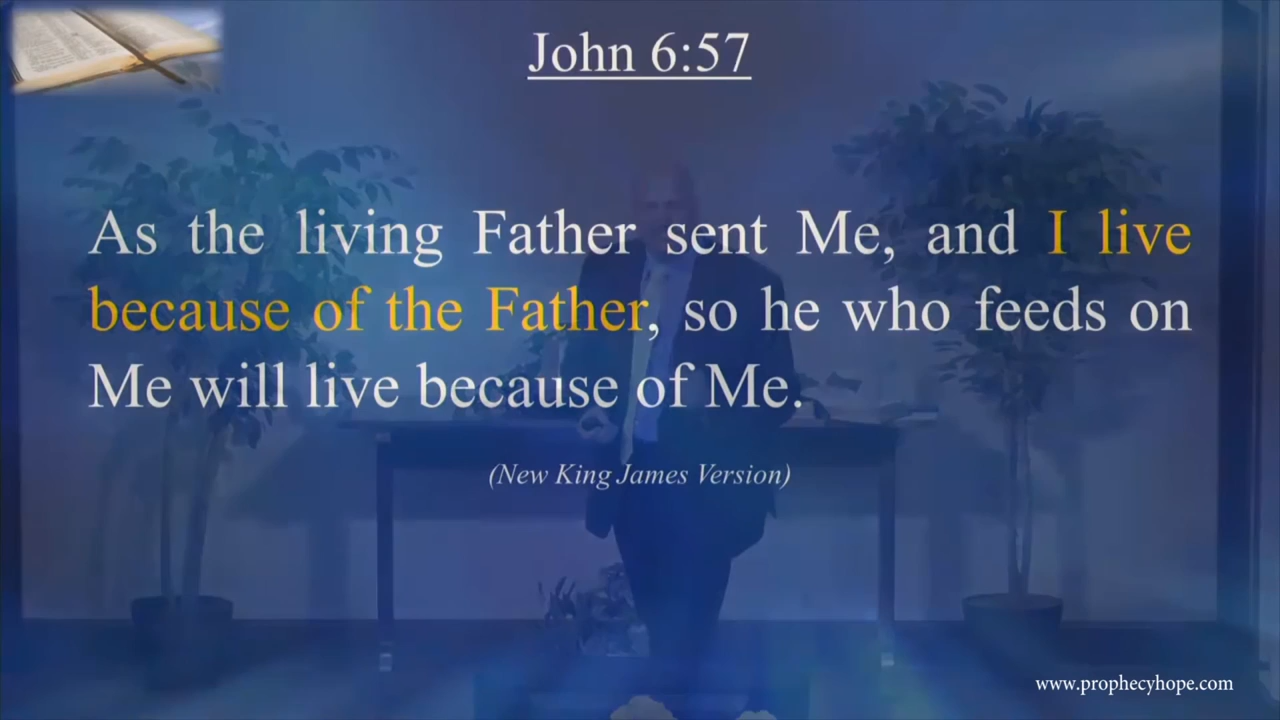 John 6:57
As the living Father sent Me, and I live
because of the Father, so he who feeds on
Me will live because of Me.
(New King James Version)
www.prophecyhope.com